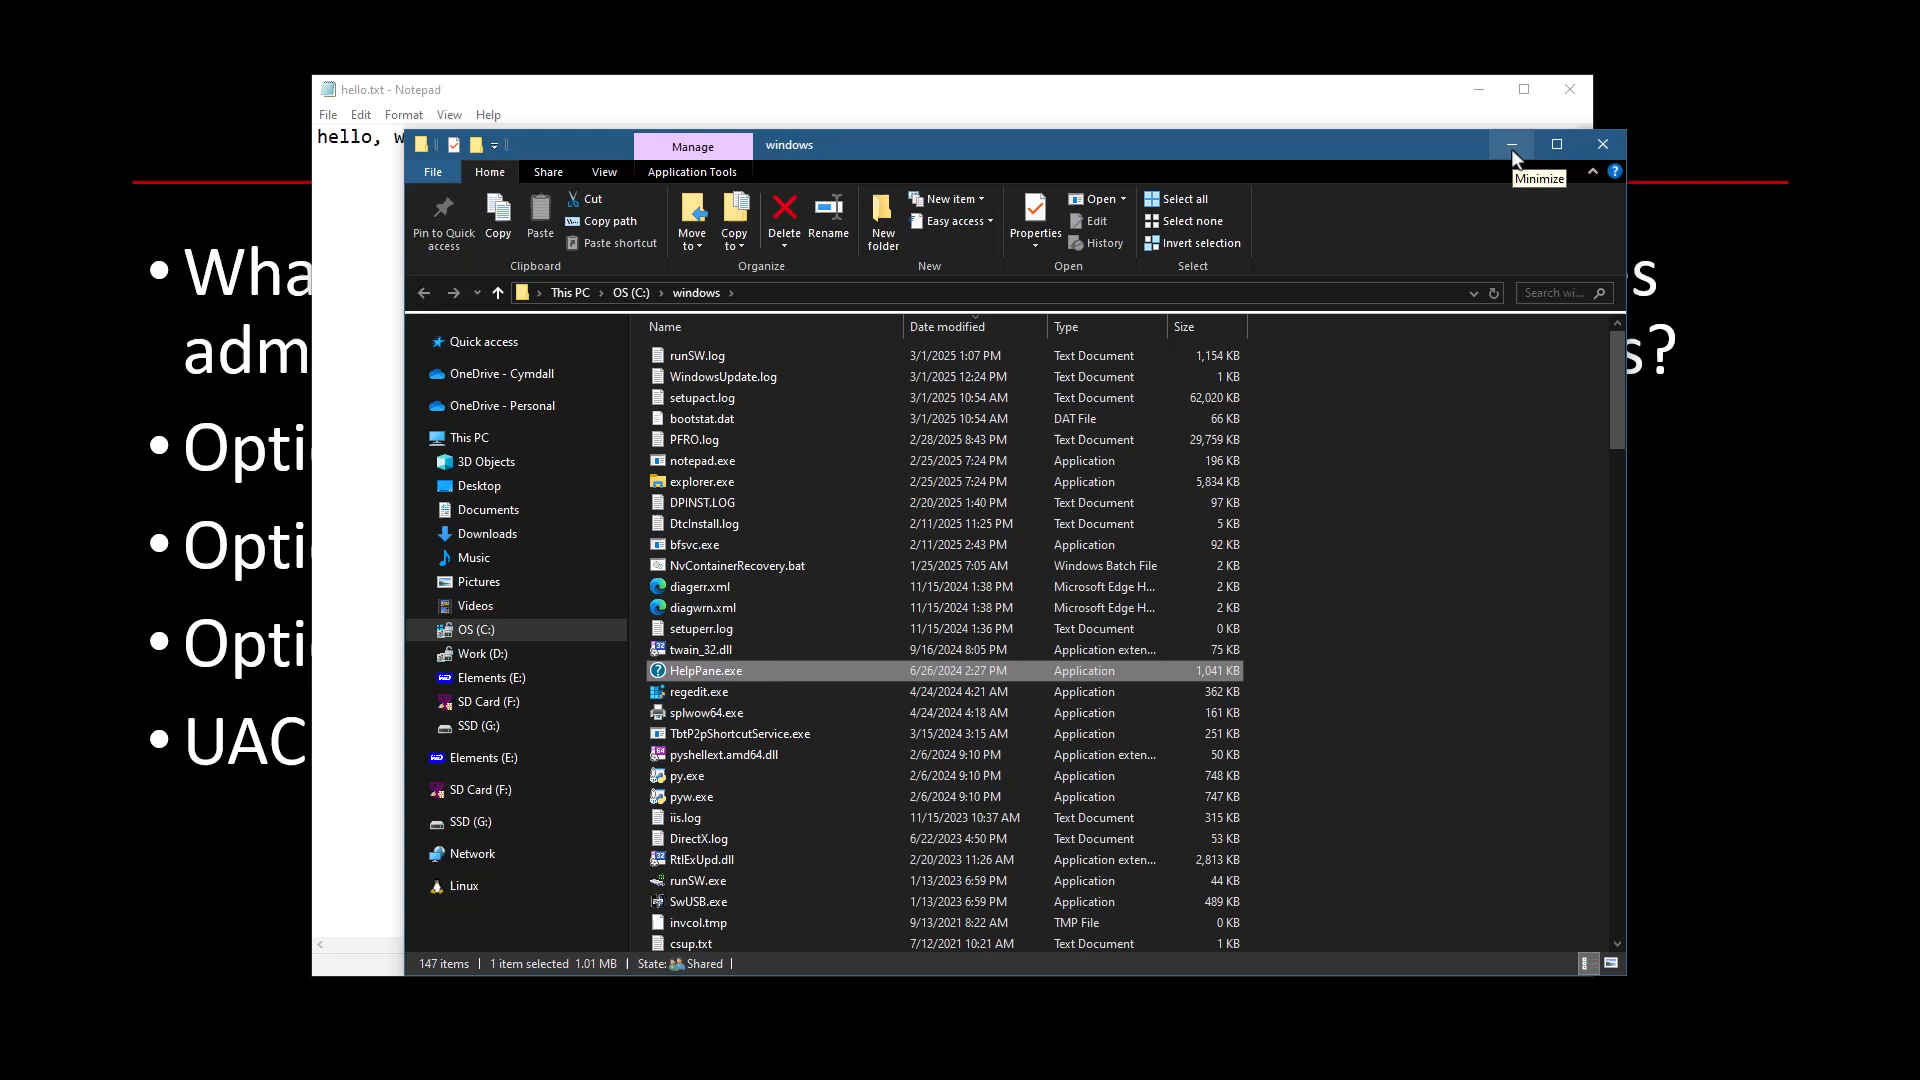 hello.txt - Notepad
File Edit Format View Help
hello, w
Manage windows
File Home Share View Application Tools
Minimize
Pin to Quick access
Copy
Paste
Cut
Copy path
Paste shortcut
Clipboard
Move to
Copy to
Delete
Rename
Organize
New folder
New item
Easy access
New
Properties
Open
Edit
History
Open
Select all
Select none
Invert selection
Select
This PC > OS (C:) > windows >
Search wi...
Quick access
OneDrive - Cymdall
OneDrive - Personal
This PC
3D Objects
Desktop
Documents
Downloads
Music
Pictures
Videos
OS (C:)
Work (D:)
Elements (E:)
SD Card (F:)
SSD (G:)
Elements (E:)
SD Card (F:)
SSD (G:)
Network
Linux
Name Date modified Type Size
runSW.log 3/1/2025 1:07 PM Text Document 1,154 KB
WindowsUpdate.log 3/1/2025 12:24 PM Text Document 1 KB
setupact.log 3/1/2025 10:54 AM Text Document 62,020 KB
bootstat.dat 3/1/2025 10:54 AM DAT File 66 KB
PFRO.log 2/28/2025 8:43 PM Text Document 29,759 KB
notepad.exe 2/25/2025 7:24 PM Application 196 KB
explorer.exe 2/25/2025 7:24 PM Application 5,834 KB
DPINST.LOG 2/20/2025 1:40 PM Text Document 97 KB
DtcInstall.log 2/11/2025 11:25 PM Text Document 5 KB
bfsvc.exe 2/11/2025 2:43 PM Application 92 KB
NvContainerRecovery.bat 1/25/2025 7:05 AM Windows Batch File 2 KB
diagerr.xml 11/15/2024 1:38 PM Microsoft Edge H... 2 KB
diagwrn.xml 11/15/2024 1:38 PM Microsoft Edge H... 2 KB
setuperr.log 11/15/2024 1:36 PM Text Document 0 KB
twain_32.dll 9/16/2024 8:05 PM Application exten... 75 KB
HelpPane.exe 6/26/2024 2:27 PM Application 1,041 KB
regedit.exe 4/24/2024 4:21 AM Application 362 KB
splwow64.exe 4/24/2024 4:18 AM Application 161 KB
TbtP2pShortcutService.exe 3/15/2024 3:15 AM Application 251 KB
pyshellext.amd64.dll 2/6/2024 9:10 PM Application exten... 50 KB
py.exe 2/6/2024 9:10 PM Application 748 KB
pyw.exe 2/6/2024 9:10 PM Application 747 KB
iis.log 11/15/2023 10:37 AM Text Document 315 KB
DirectX.log 6/22/2023 4:50 PM Text Document 53 KB
RtlExUpd.dll 2/20/2023 11:26 AM Application exten... 2,813 KB
runSW.exe 1/13/2023 6:59 PM Application 44 KB
SwUSB.exe 1/13/2023 6:59 PM Application 489 KB
invcol.tmp 9/13/2021 8:22 AM TMP File 0 KB
csup.txt 7/12/2021 10:21 AM Text Document 1 KB
147 items | 1 item selected 1.01 MB | State: Shared |
• Wha s
adm s?
• Opti
• Opti
• Opti
• UAC